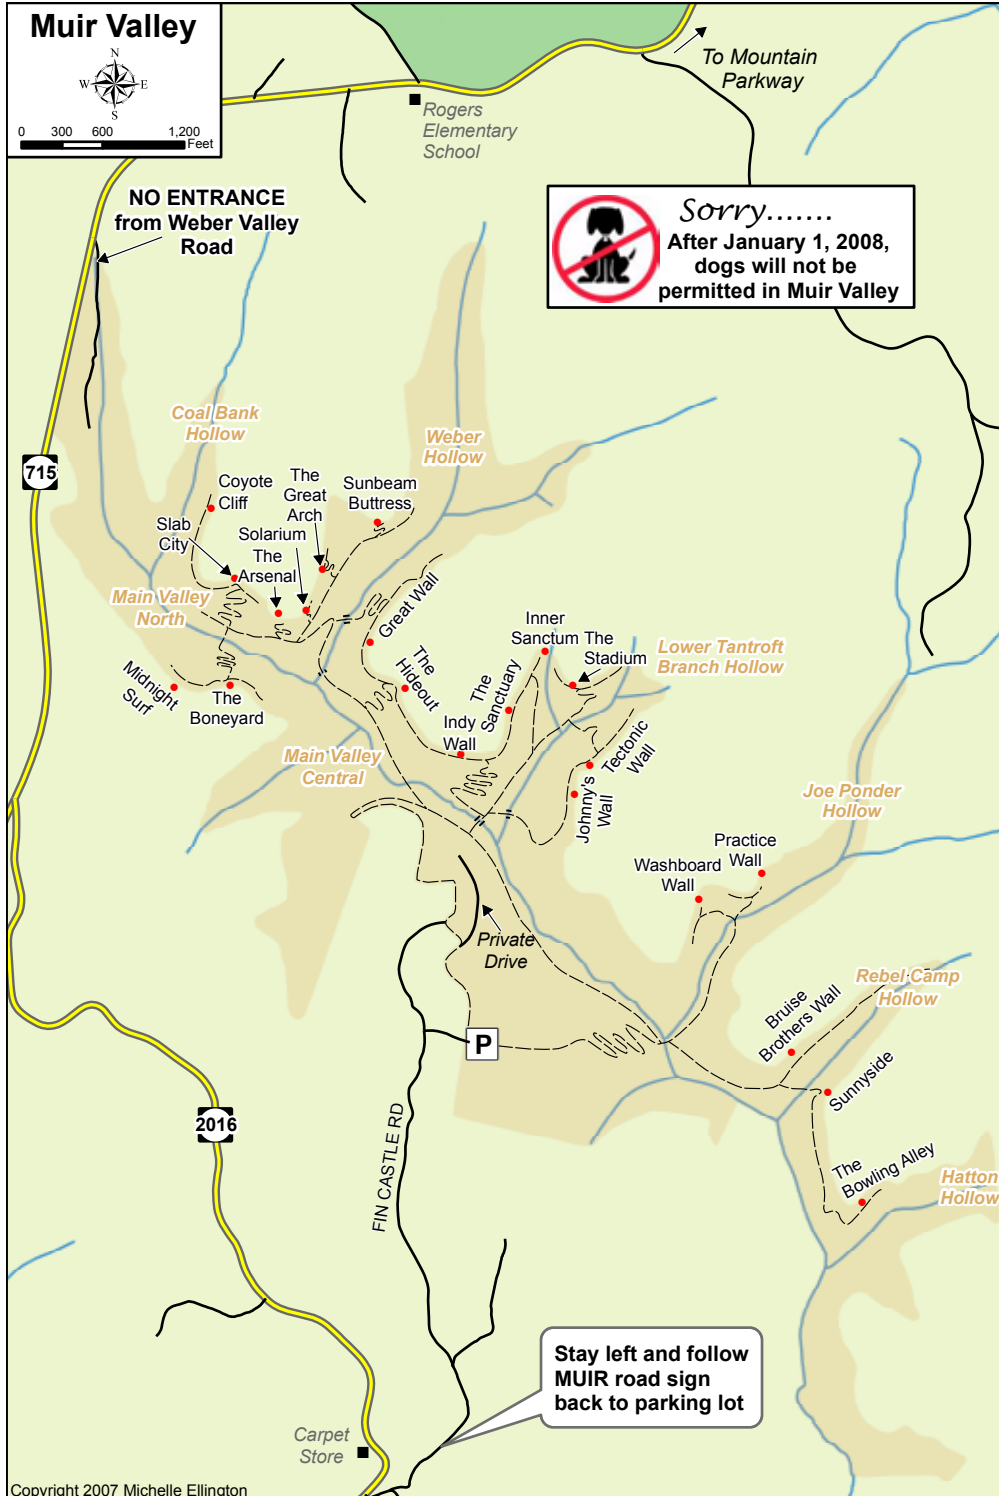 Muir Valley
N
W E
S
0 300 600 1,200
Feet
To Mountain
Parkway
Rogers
Elementary
School
NO ENTRANCE
from Weber Valley
Road
Sorry.......
After January 1, 2008,
dogs will not be
permitted in Muir Valley
Coal Bank
Hollow
Weber
Hollow
715
Coyote
Cliff
The
Great
Arch
Sunbeam
Buttress
Slab
City
Solarium
The
Arsenal
Main Valley
North
Great Wall
Inner
Sanctum
The
Stadium
Lower Tantroft
Branch Hollow
Midnight
Surf
The
Boneyard
The
Hideout
The
Sanctuary
Indy
Wall
Tectonic
Wall
Main Valley
Central
Johnny's
Wall
Joe Ponder
Hollow
Practice
Wall
Washboard
Wall
Private
Drive
Rebel Camp
Hollow
Bruise
Brothers Wall
P
Sunnyside
2016
FIN CASTLE RD
The
Bowling Alley
Hatton
Hollow
Stay left and follow
MUIR road sign
back to parking lot
Carpet
Store
Copyright 2007 Michelle Ellington